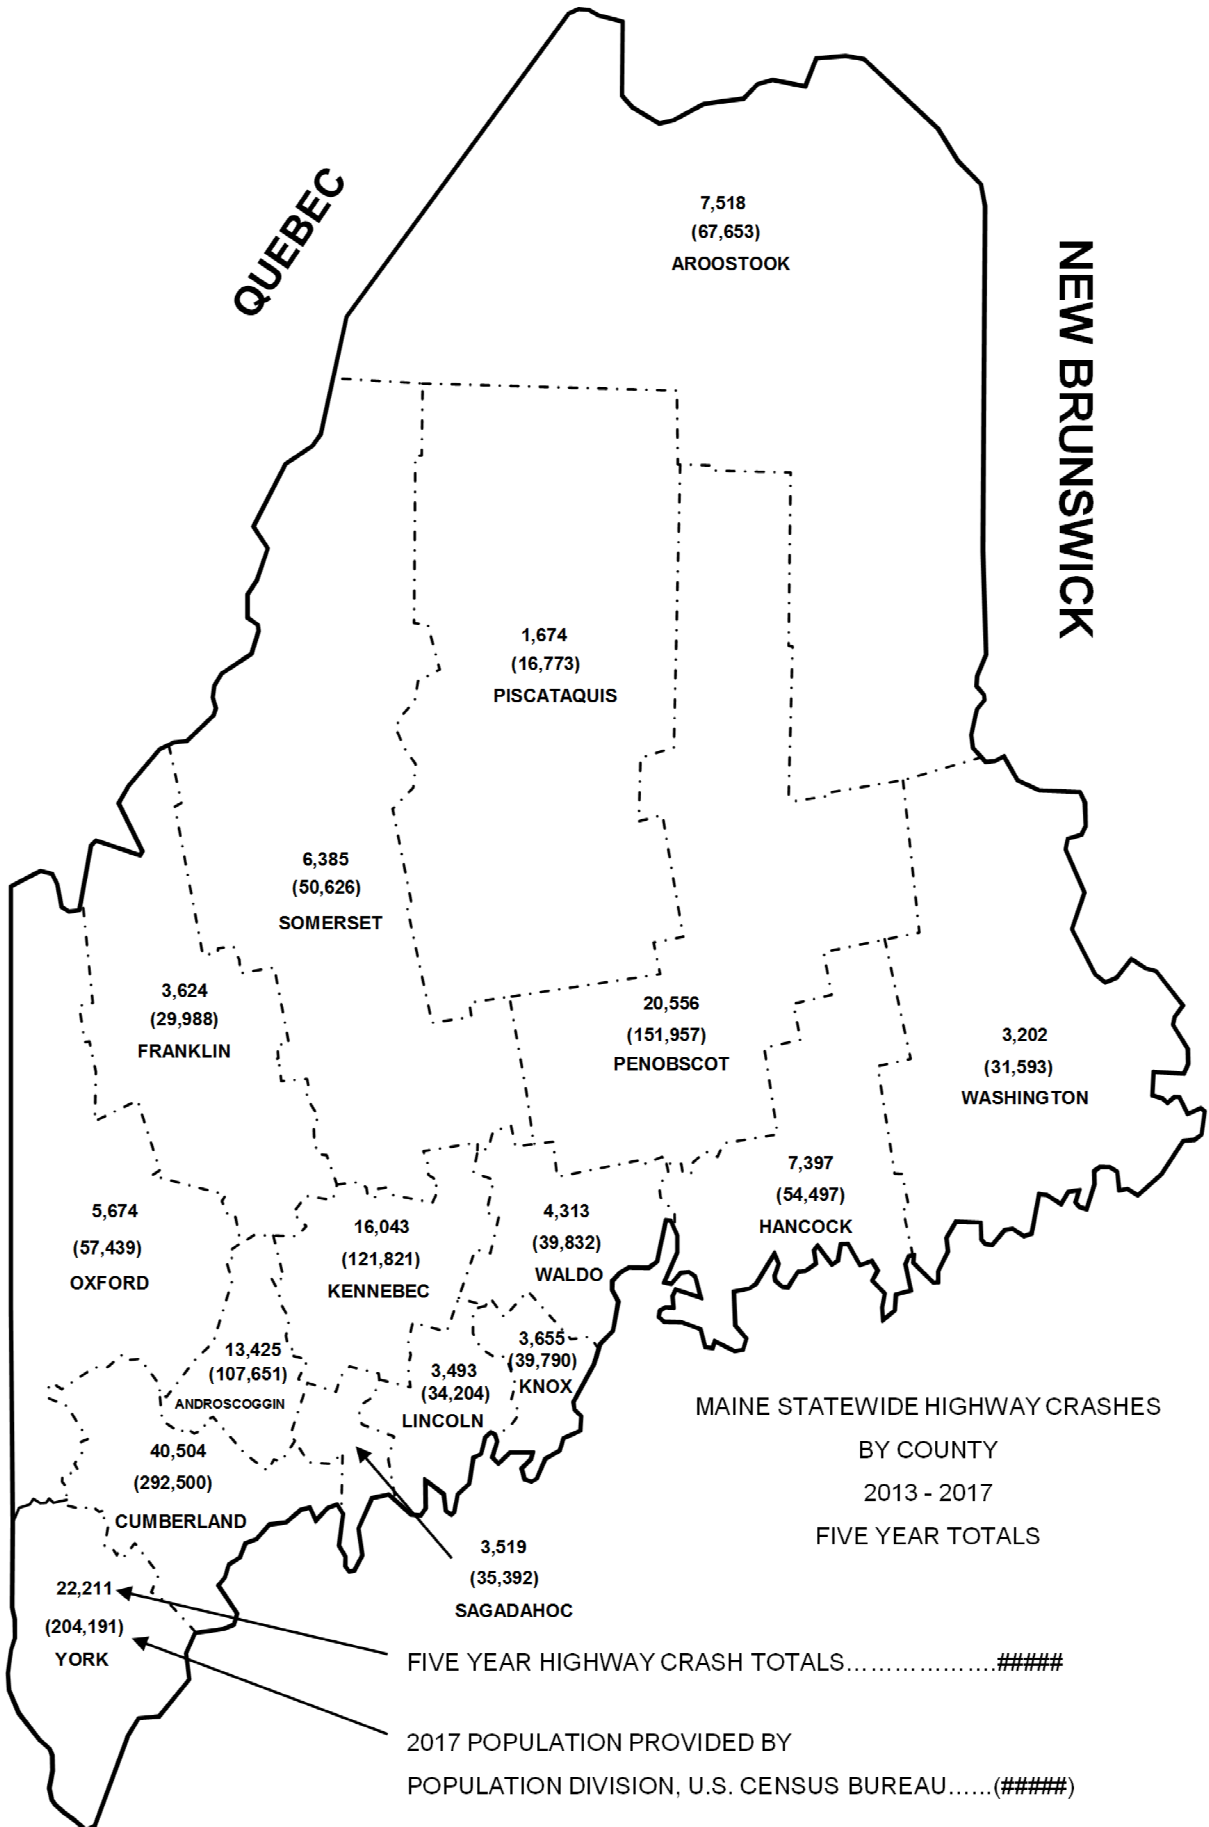 QUEBEC
NEW BRUNSWICK
7,518
(67,653)
AROOSTOOK
1,674
(16,773)
PISCATAQUIS
6,385
(50,626)
SOMERSET
3,624
(29,988)
FRANKLIN
20,556
(151,957)
PENOBSCOT
3,202
(31,593)
WASHINGTON
7,397
(54,497)
HANCOCK
5,674
(57,439)
OXFORD
16,043
(121,821)
KENNEBEC
4,313
(39,832)
WALDO
13,425
(107,651)
ANDROSCOGGIN
3,493
(34,204)
LINCOLN
3,655
(39,790)
KNOX
40,504
(292,500)
CUMBERLAND
3,519
(35,392)
SAGADAHOC
22,211
(204,191)
YORK
MAINE STATEWIDE HIGHWAY CRASHES
BY COUNTY
2013 - 2017
FIVE YEAR TOTALS
FIVE YEAR HIGHWAY CRASH TOTALS………………..#####
2017 POPULATION PROVIDED BY
POPULATION DIVISION, U.S. CENSUS BUREAU……(#####)